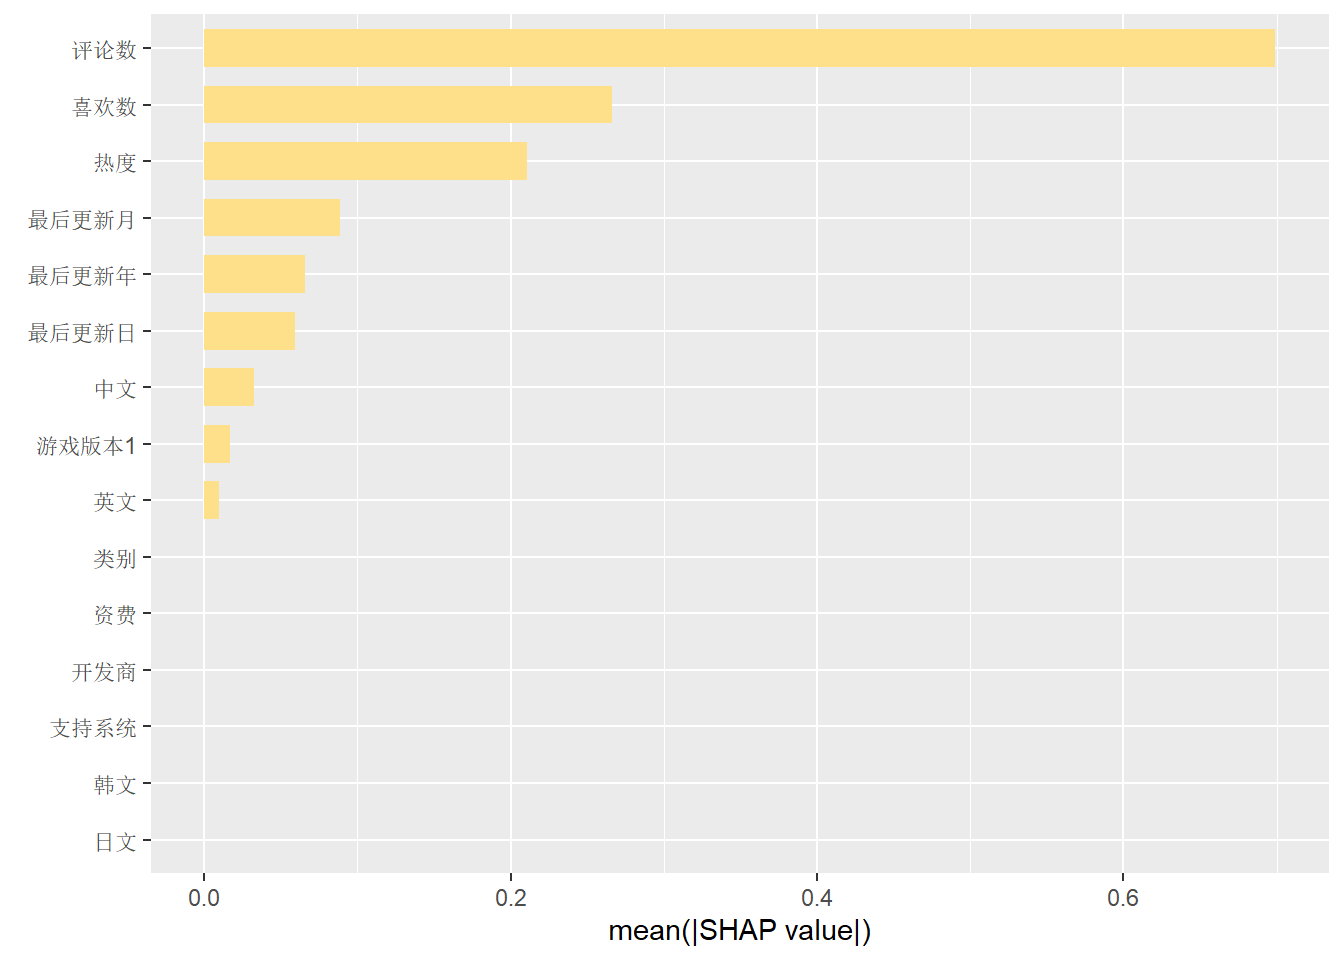 评论数
喜欢数
热度
最后更新月
最后更新年
最后更新日
中文
游戏版本1
英文
类别
资费
开发商
支持系统
韩文
日文
0.0 0.2 0.4 0.6
mean(|SHAP value|)